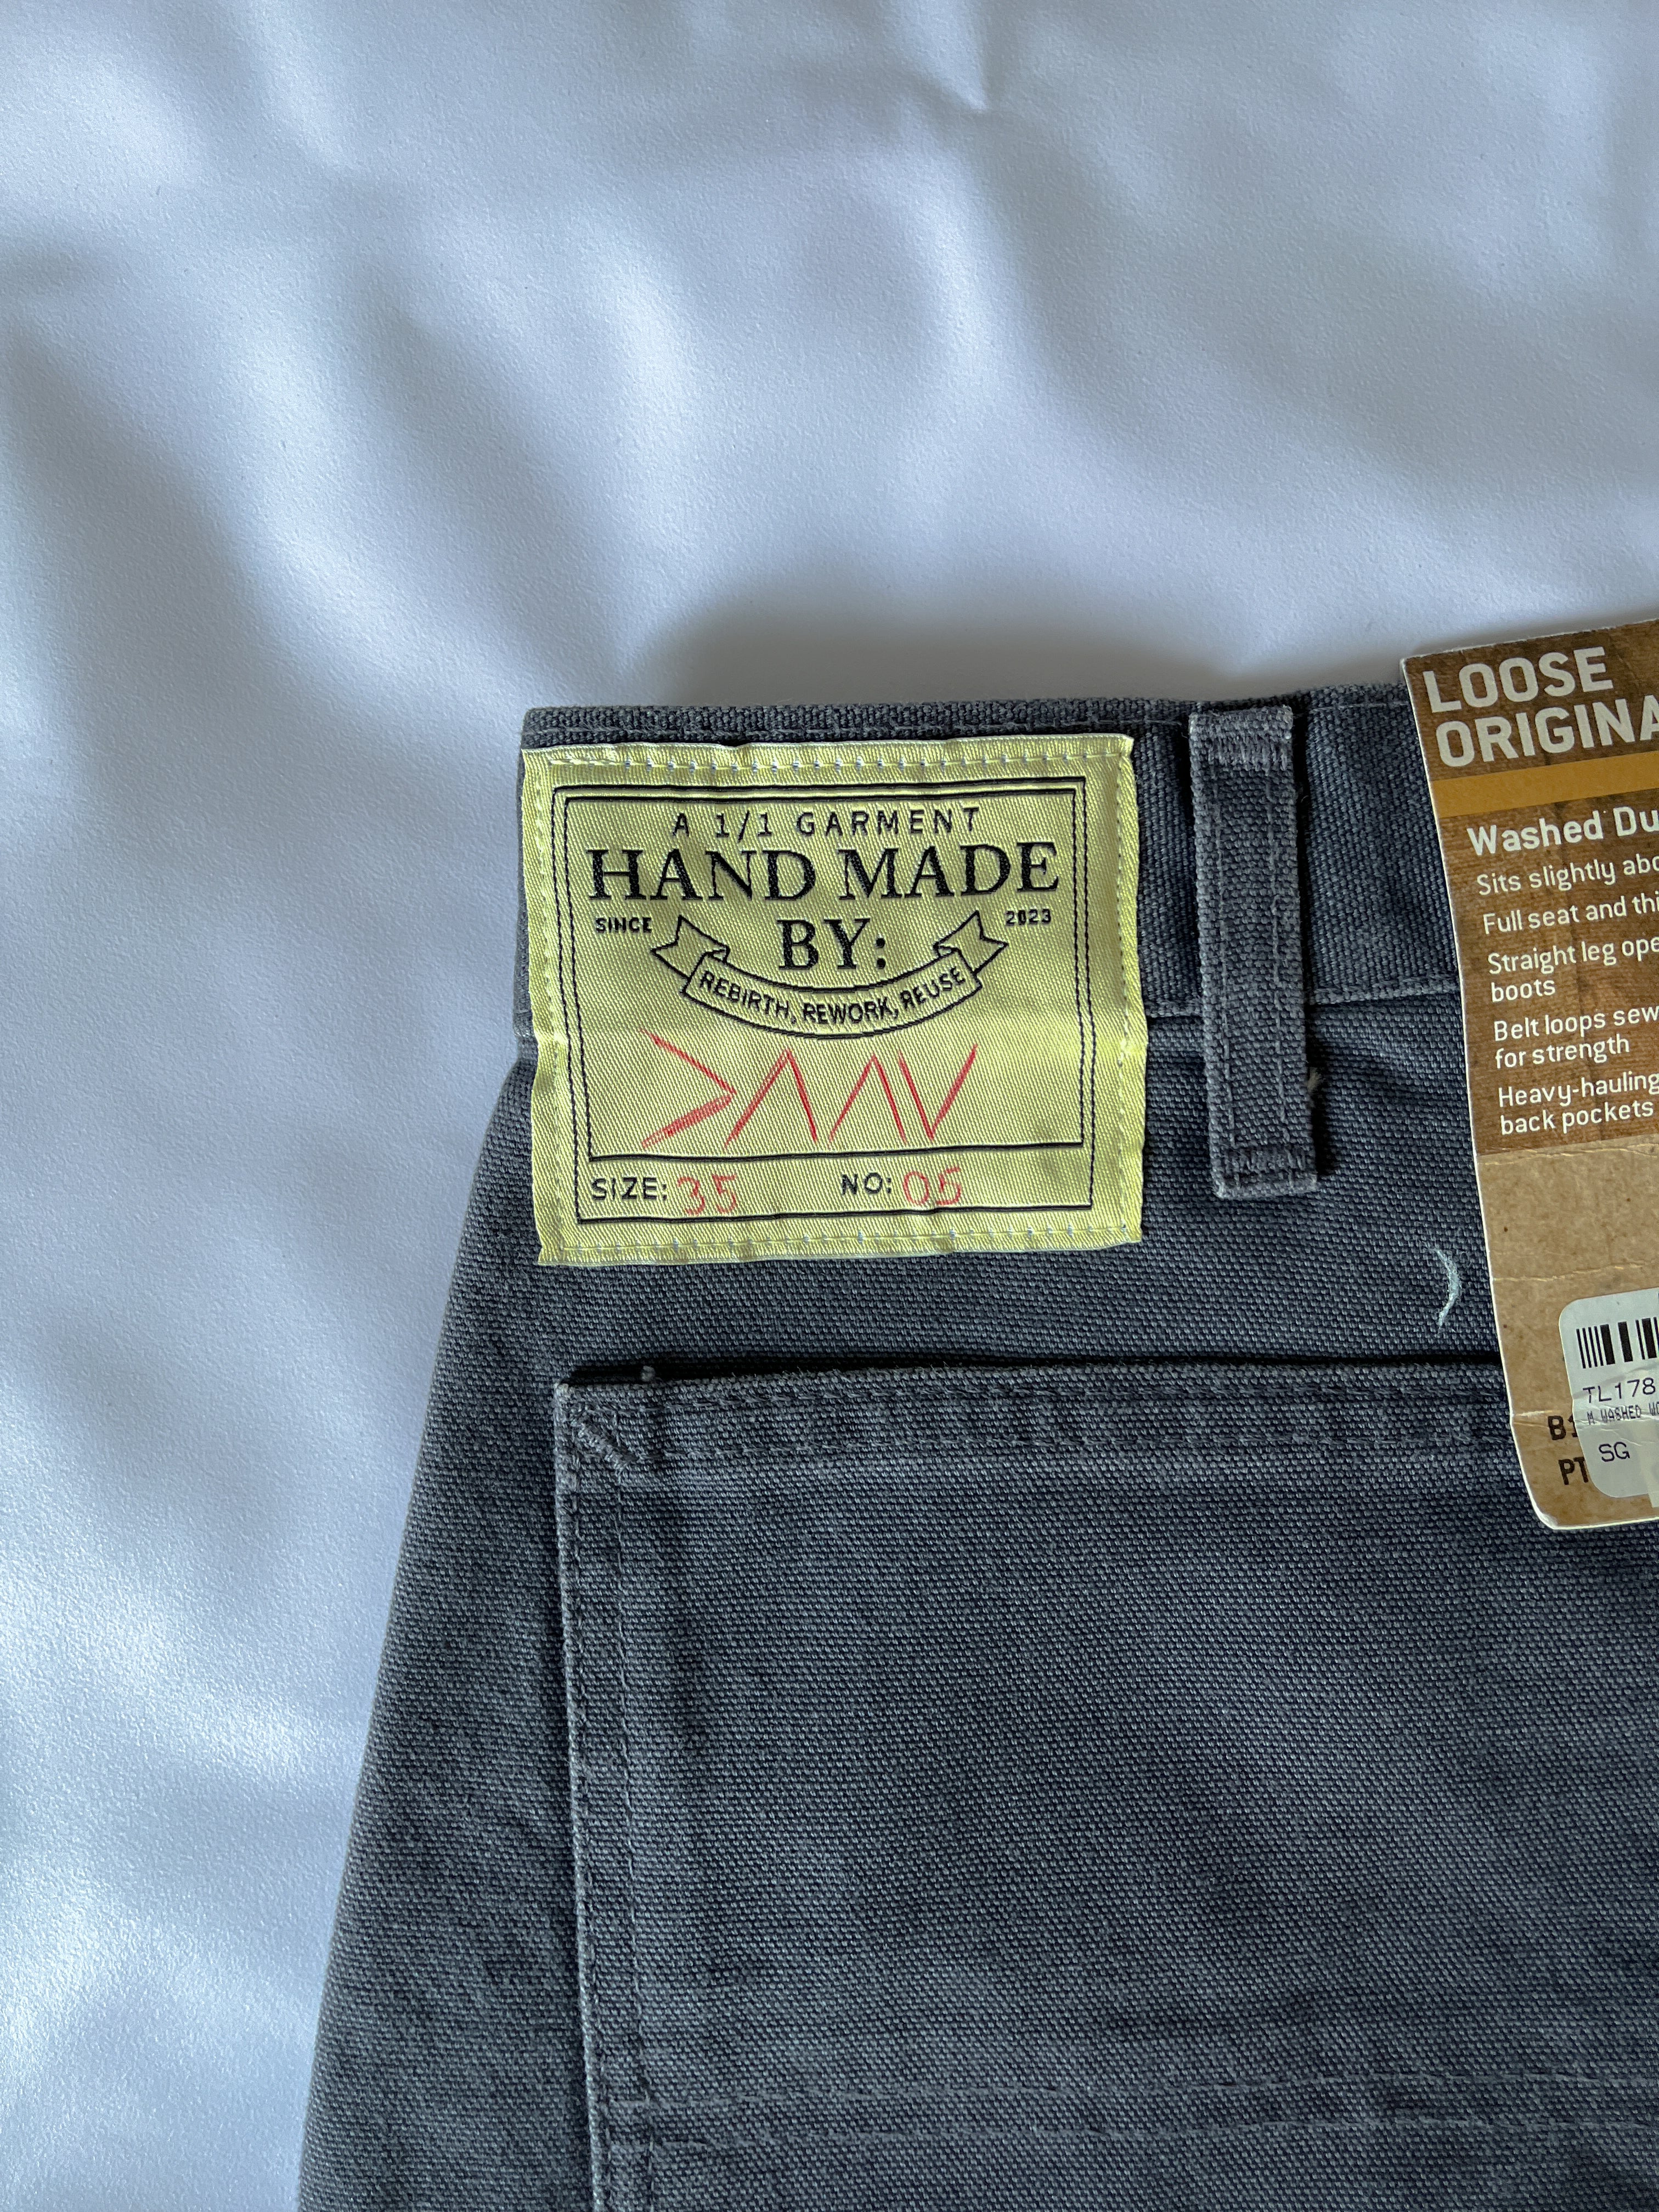 A 1/1 GARMENT
HAND MADE
SINCE BY: 2023
REBIRTH, REWORK, REUSE
SIZE: 35 NO: 05
LOOSE
ORIGINA
Washed Du
Sits slightly abo
Full seat and thi
Straight leg ope
boots
Belt loops sew
for strength
Heavy-hauling
back pockets
TL178
M WASHED
SG
PT